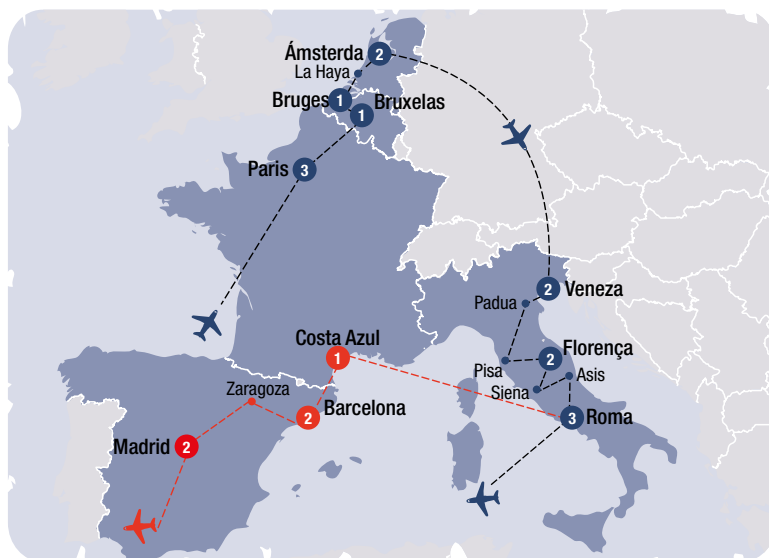 Ámsterda 2
La Haya
Bruges 1
1 Bruxelas
Paris 3
2 Veneza
Padua
Costa Azul
1
Florença
2
Pisa
Asis
Siena
Zaragoza
Barcelona
2
3 Roma
Madrid 2